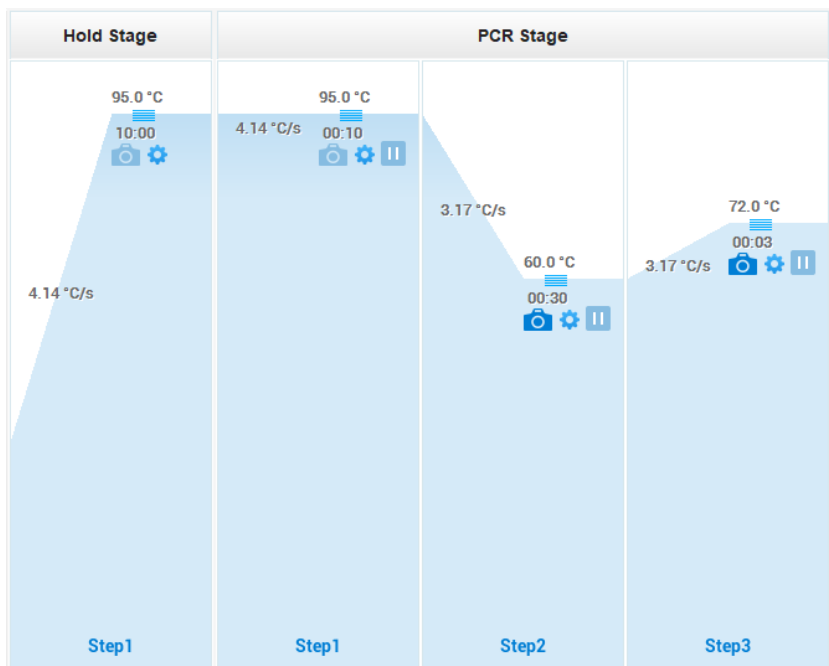 Hold Stage
PCR Stage
95.0 °C
10:00
4.14 °C/s
Step1
95.0 °C
4.14 °C/s
00:10
Step1
3.17 °C/s
60.0 °C
00:30
Step2
72.0 °C
00:03
3.17 °C/s
Step3